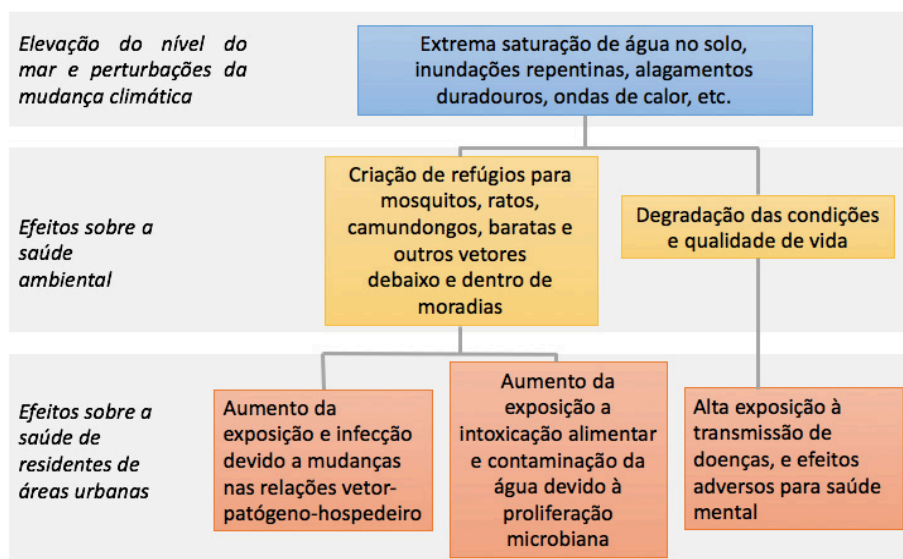 Elevação do nível do
mar e perturbações da
mudança climática
Extrema saturação de água no solo,
inundações repentinas, alagamentos
duradouros, ondas de calor, etc.
Efeitos sobre a
saúde
ambiental
Criação de refúgios para
mosquitos, ratos,
camundongos, baratas e
outros vetores
debaixo e dentro de
moradias
Degradação das condições
e qualidade de vida
Efeitos sobre a
saúde de
residentes de
áreas urbanas
Aumento da
exposição e infecção
devido a mudanças
nas relações vetor-
patógeno-hospedeiro
Aumento da
exposição a
intoxicação alimentar
e contaminação da
água devido à
proliferação
microbiana
Alta exposição à
transmissão de
doenças, e efeitos
adversos para saúde
mental